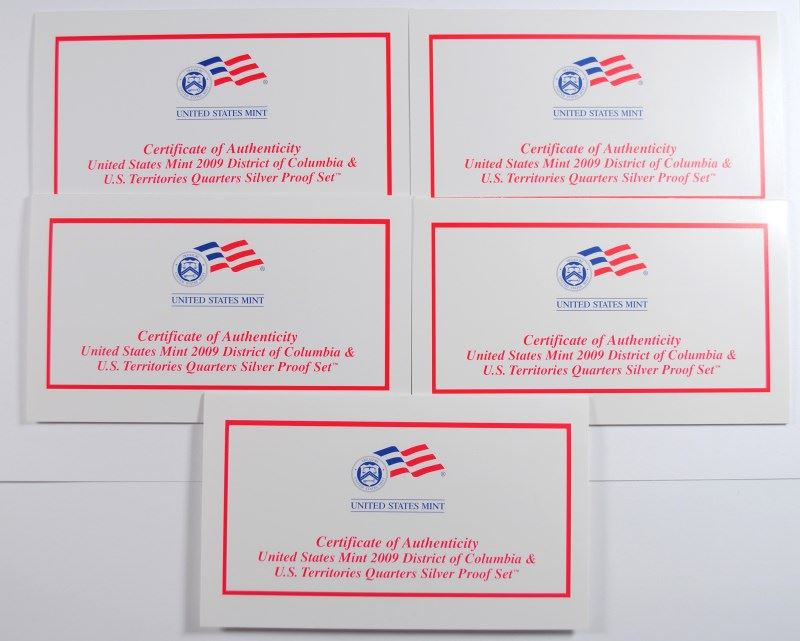 UNITED STATES MINT
Certificate of Authenticity
United States Mint 2009 District of Columbia &
U.S. Territories Quarters Silver Proof Set™
UNITED STATES MINT
Certificate of Authenticity
United States Mint 2009 District of Columbia &
U.S. Territories Quarters Silver Proof Set™
UNITED STATES MINT
Certificate of Authenticity
United States Mint 2009 District of Columbia &
U.S. Territories Quarters Silver Proof Set™
UNITED STATES MINT
Certificate of Authenticity
United States Mint 2009 District of Columbia &
U.S. Territories Quarters Silver Proof Set™
UNITED STATES MINT
Certificate of Authenticity
United States Mint 2009 District of Columbia &
U.S. Territories Quarters Silver Proof Set™